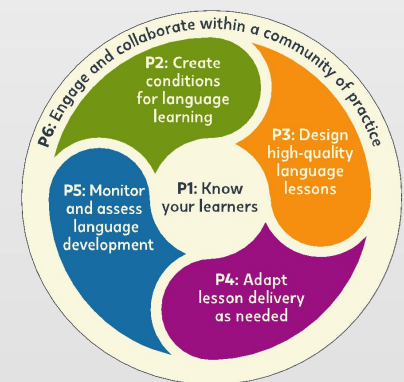 P6: Engage and collaborate within a community of practice
P1: Know
your learners
P2: Create
conditions
for language
learning
P3: Design
high-quality
language
lessons
P4: Adapt
lesson delivery
as needed
P5: Monitor
and assess
language
development